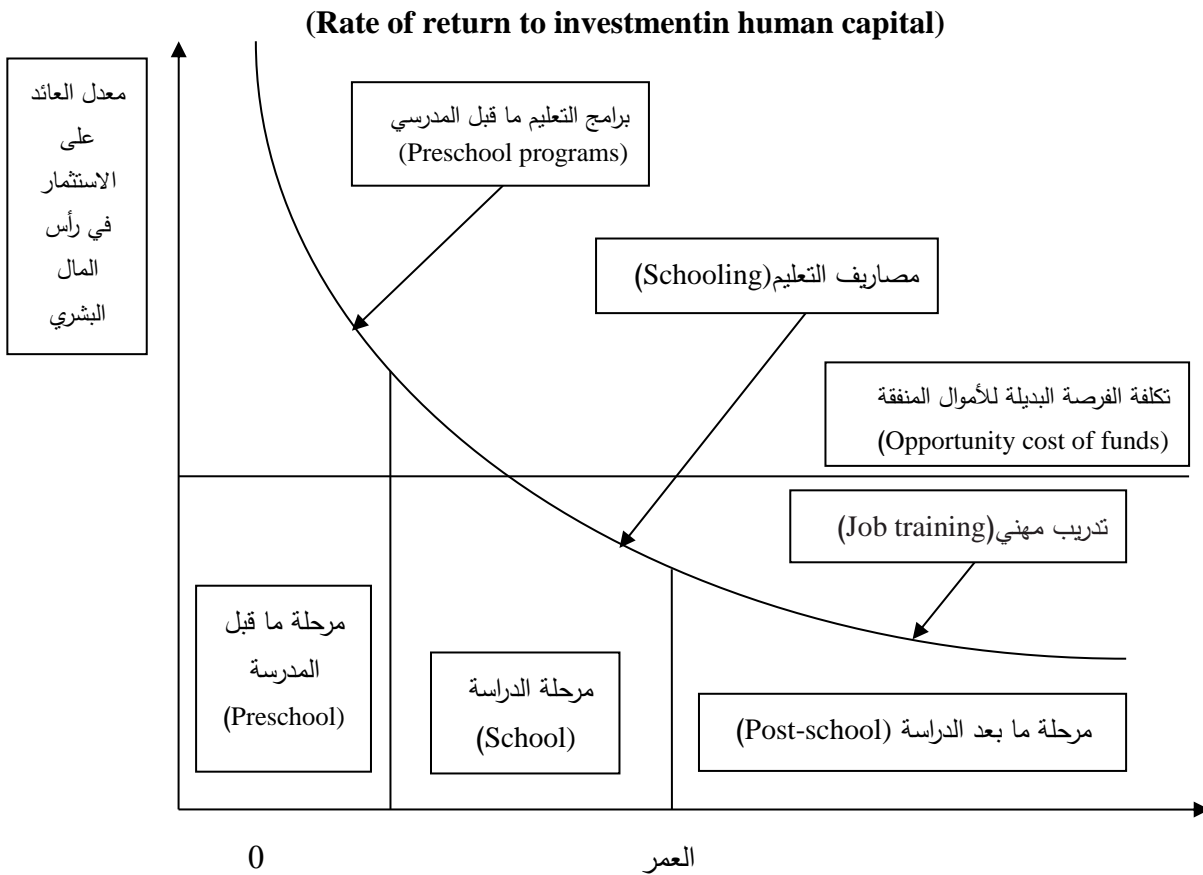 (Rate of return to investmentin human capital)
معدل العائد
على
الاستثمار
في رأس
المال
البشري
برامج التعليم ما قبل المدرسي
(Preschool programs)
مصاريف التعليم(Schooling)
تكلفة الفرصة البديلة للأموال المنفقة
(Opportunity cost of funds)
تدريب مهني(Job training)
مرحلة ما قبل
المدرسة
(Preschool)
مرحلة الدراسة
(School)
مرحلة ما بعد الدراسة (Post-school)
0
العمر